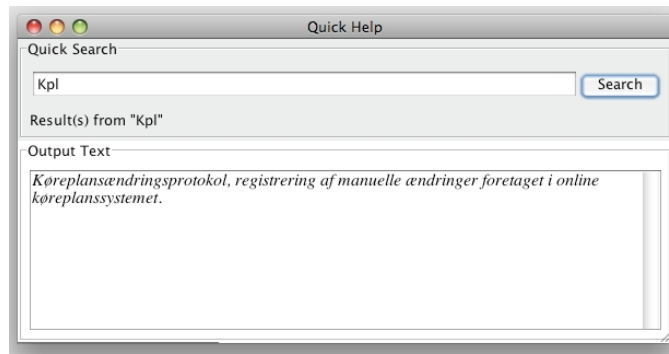 Quick Help
Quick Search
Kpl
Search
Result(s) from "Kpl"
Output Text
Køreplansændringsprotokol, registrering af manuelle ændringer foretaget i online
køreplanssystemet.